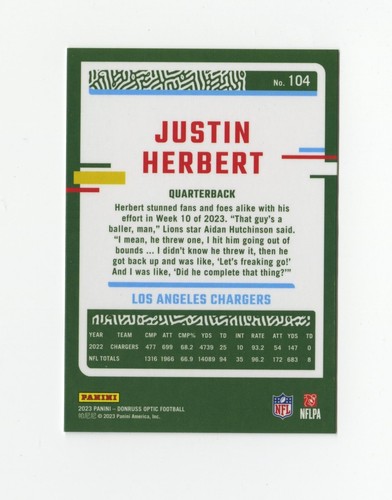 No. 104
JUSTIN
HERBERT
QUARTERBACK
Herbert stunned fans and foes alike with his
effort in Week 10 of 2023. “That guy’s a
baller, man,” Lions star Aidan Hutchinson said.
“I mean, he threw one, I hit him going out of
bounds ... I didn’t know he threw it, then he
got back up and was like, ‘Let’s freaking go!’
And I was like, ‘Did he complete that thing?’”
LOS ANGELES CHARGERS
YEAR TEAM CMP ATT CMP% YDS TD INT RATE ATT YDS TD
2022 CHARGERS 477 699 68.2 4739 25 10 93.2 54 147 0
NFL TOTALS 1316 1966 66.9 14089 94 35 96.2 172 683 8
PANINI
2023 PANINI – DONRUSS OPTIC FOOTBALL
© 2023 Panini America, Inc.
NFL
NFLPA